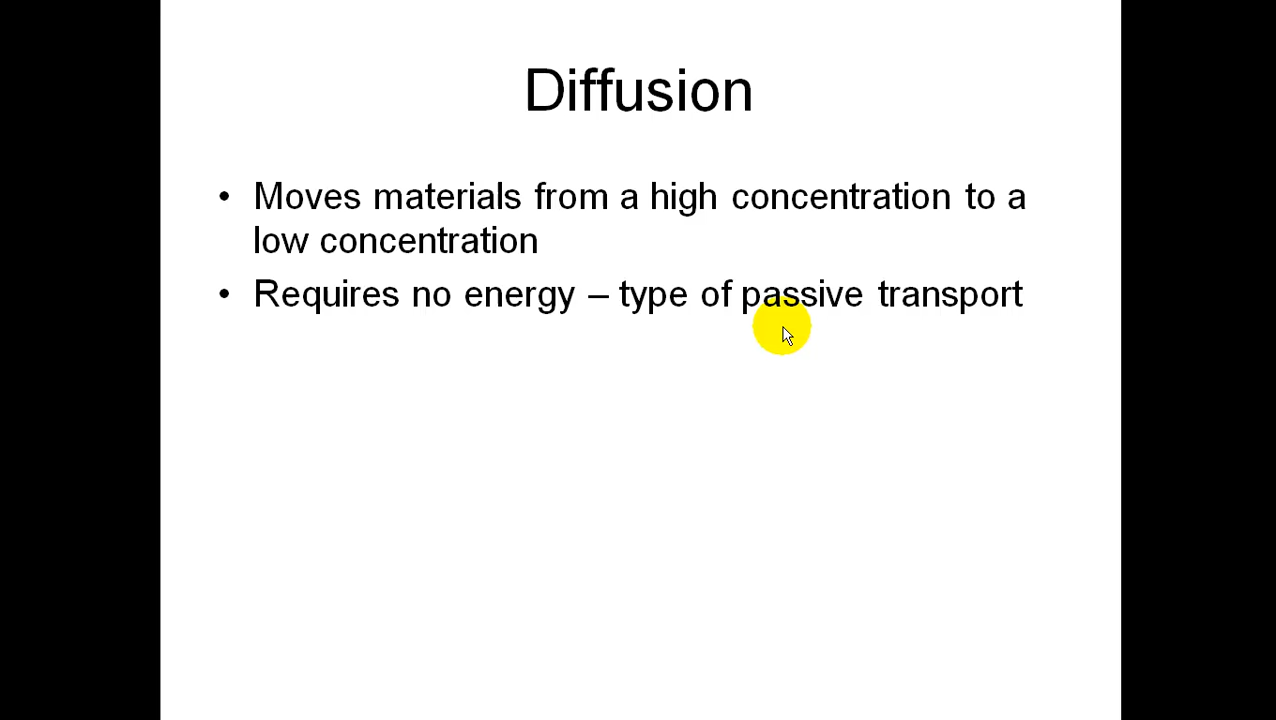 Diffusion
• Moves materials from a high concentration to a
low concentration
• Requires no energy – type of passive transport